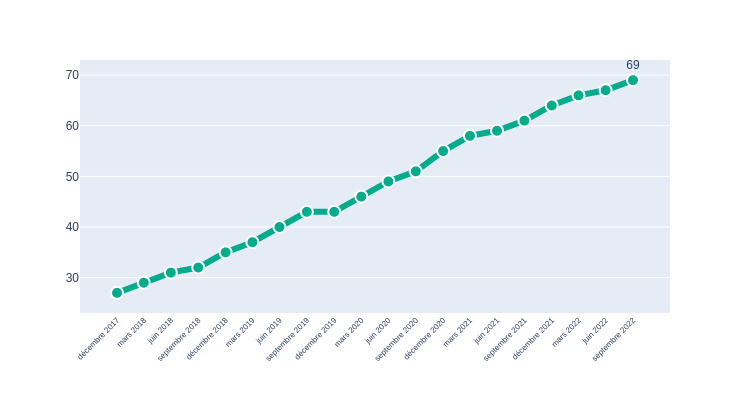 69
70
60
50
40
30
décembre 2017
mars 2018
juin 2018
septembre 2018
décembre 2018
mars 2019
juin 2019
septembre 2019
décembre 2019
mars 2020
juin 2020
septembre 2020
décembre 2020
mars 2021
juin 2021
septembre 2021
décembre 2021
mars 2022
juin 2022
septembre 2022